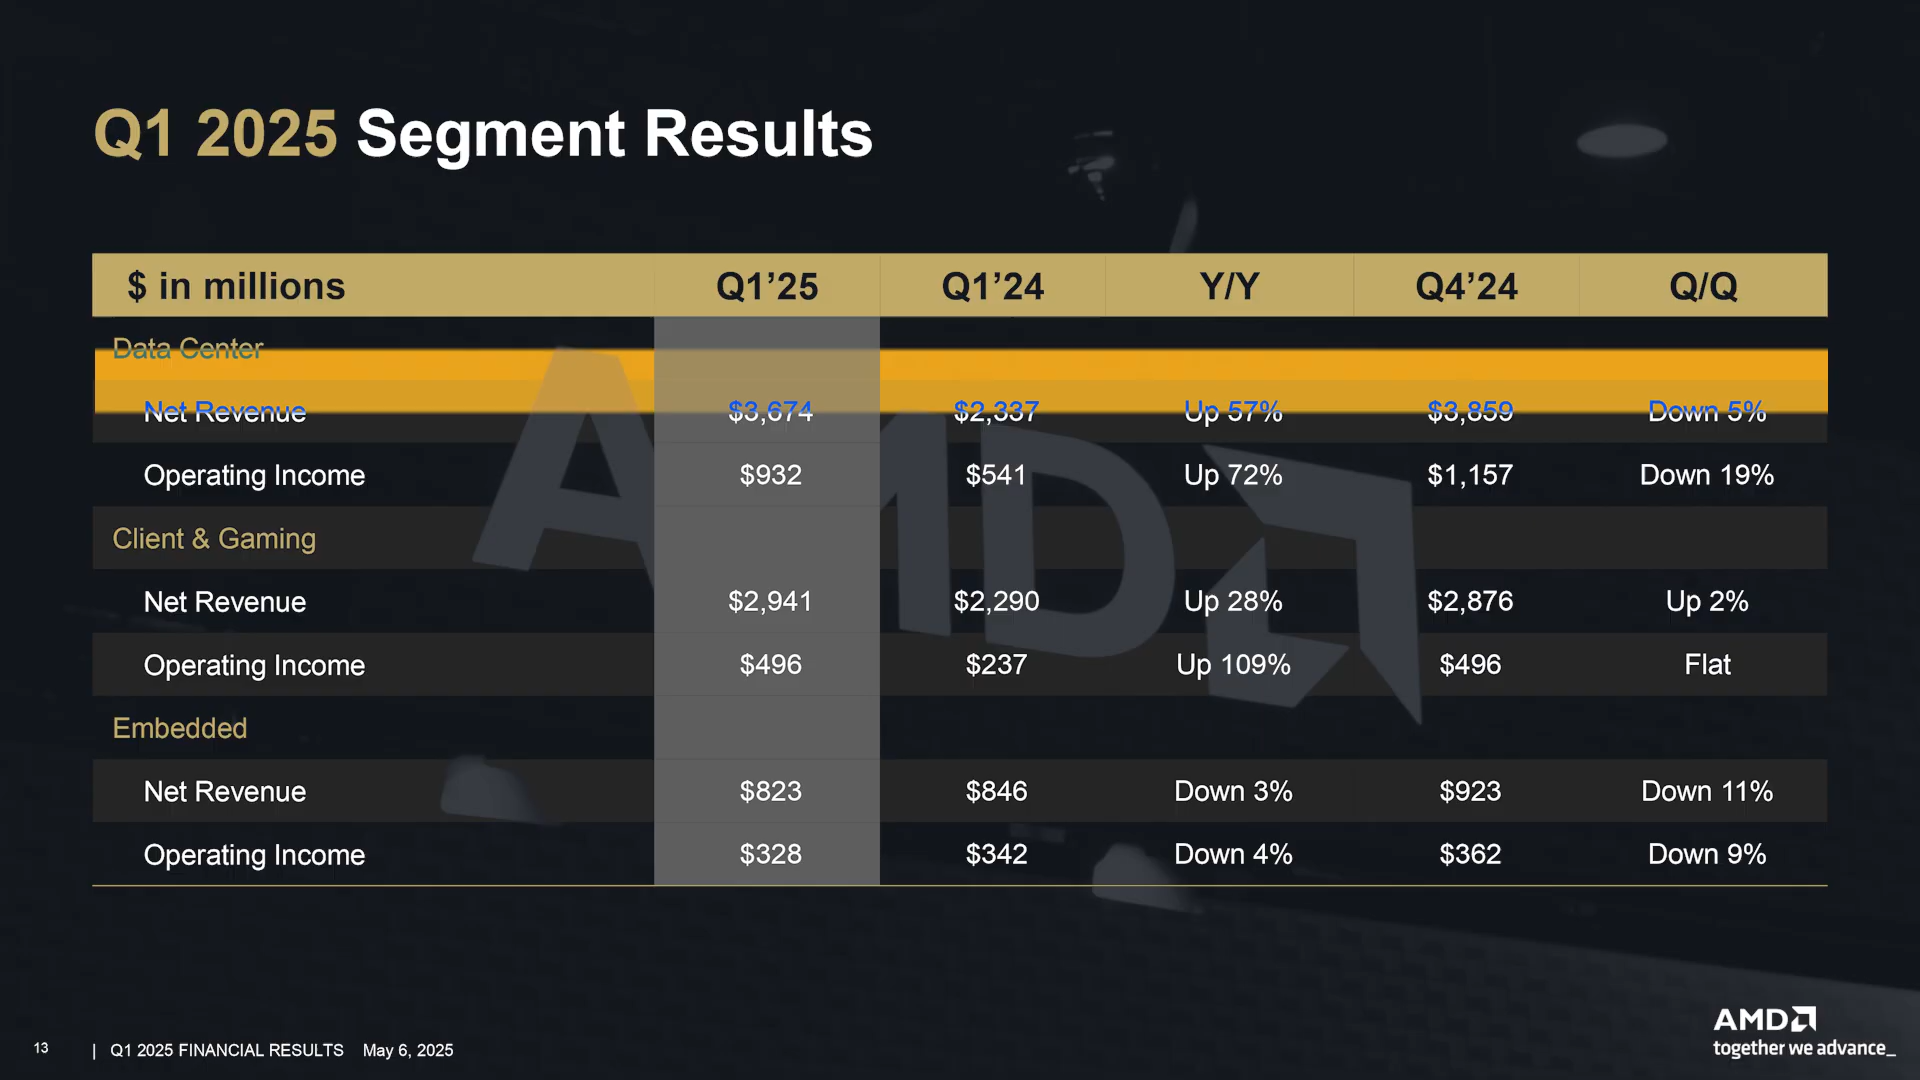 Q1 2025 Segment Results
$ in millions Q1’25 Q1’24 Y/Y Q4’24 Q/Q
Data Center
Net Revenue $3,674 $2,337 Up 57% $3,859 Down 5%
Operating Income $932 $541 Up 72% $1,157 Down 19%
Client & Gaming
Net Revenue $2,941 $2,290 Up 28% $2,876 Up 2%
Operating Income $496 $237 Up 109% $496 Flat
Embedded
Net Revenue $823 $846 Down 3% $923 Down 11%
Operating Income $328 $342 Down 4% $362 Down 9%
AMD
13 | Q1 2025 FINANCIAL RESULTS May 6, 2025
AMD
together we advance_